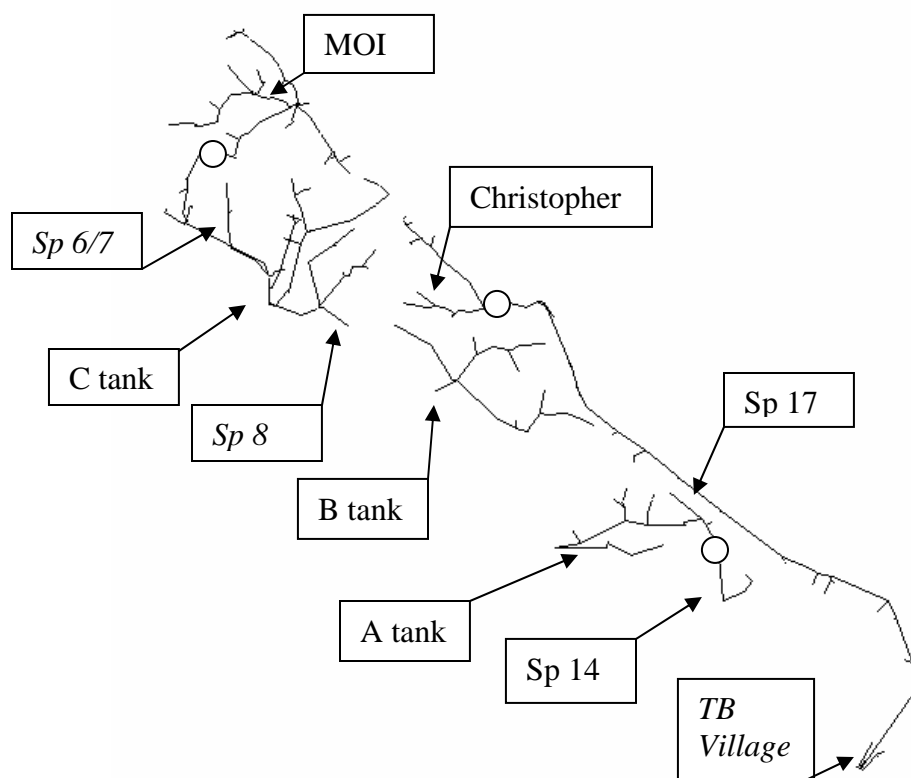 MOI
Christopher
Sp 6/7
C tank
Sp 8
Sp 17
B tank
A tank
Sp 14
TB
Village